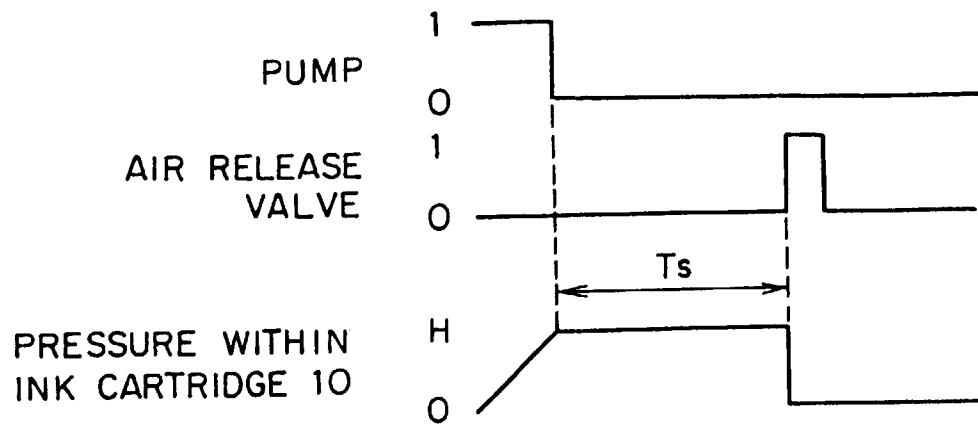 1
PUMP
0
1
AIR RELEASE
VALVE
0
Ts
H
PRESSURE WITHIN
INK CARTRIDGE 10
0